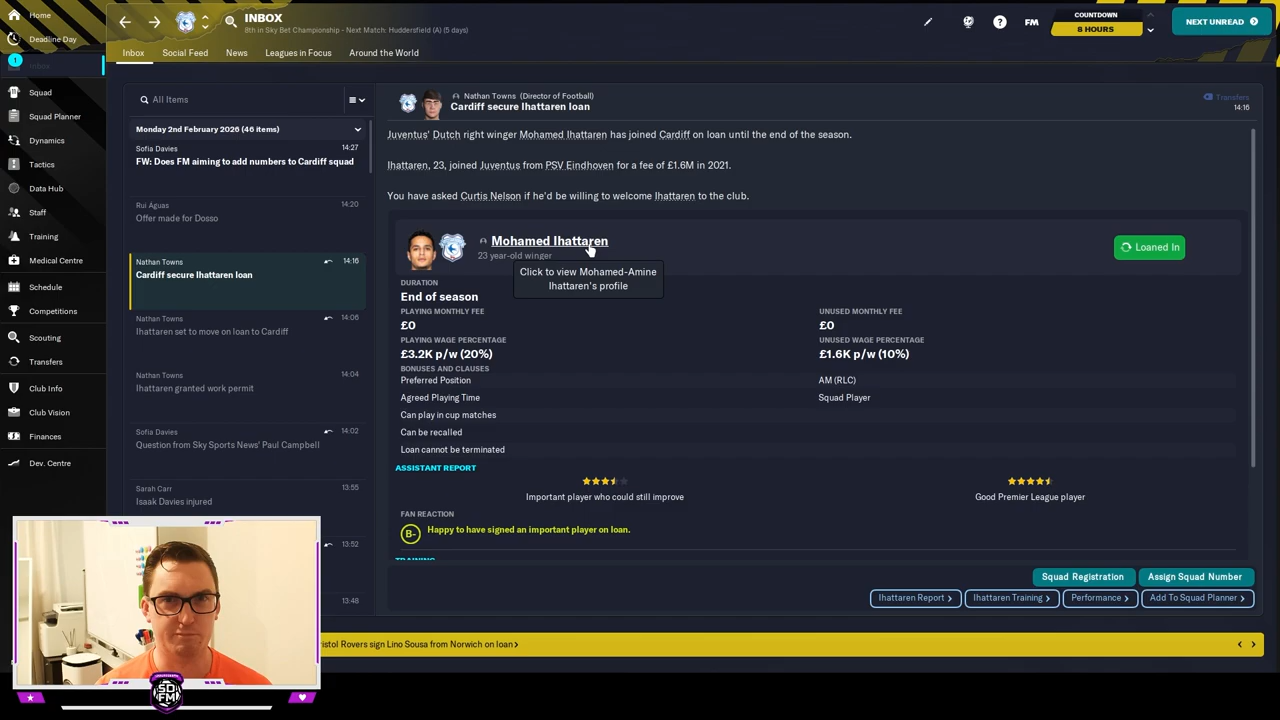 Home
Deadline Day
1
Inbox
Squad
Squad Planner
Dynamics
Tactics
Data Hub
Staff
Training
Medical Centre
Schedule
Competitions
Scouting
Transfers
Club Info
Club Vision
Finances
Dev. Centre
INBOX
8th in Sky Bet Championship - Next Match: Huddersfield (A) (5 days)
FM
COUNTDOWN
8 HOURS
NEXT UNREAD
Inbox
Social Feed
News
Leagues in Focus
Around the World
All Items
Monday 2nd February 2026 (46 items)
Sofia Davies
14:27
FW: Does FM aiming to add numbers to Cardiff squad
Rui Águas
14:20
Offer made for Dosso
Nathan Towns
14:16
Cardiff secure Ihattaren loan
Nathan Towns
14:06
Ihattaren set to move on loan to Cardiff
Nathan Towns
14:04
Ihattaren granted work permit
Sofia Davies
14:02
Question from Sky Sports News' Paul Campbell
Sarah Carr
13:55
Isaak Davies injured
13:52
13:48
Nathan Towns (Director of Football)
Cardiff secure Ihattaren loan
Transfers
14:16
Juventus' Dutch right winger Mohamed Ihattaren has joined Cardiff on loan until the end of the season.
Ihattaren, 23, joined Juventus from PSV Eindhoven for a fee of £1.6M in 2021.
You have asked Curtis Nelson if he'd be willing to welcome Ihattaren to the club.
Mohamed Ihattaren
23 year-old winger
Loaned In
Click to view Mohamed-Amine
Ihattaren's profile
DURATION
End of season
PLAYING MONTHLY FEE
£0
UNUSED MONTHLY FEE
£0
PLAYING WAGE PERCENTAGE
£3.2K p/w (20%)
UNUSED WAGE PERCENTAGE
£1.6K p/w (10%)
BONUSES AND CLAUSES
Preferred Position
AM (RLC)
Agreed Playing Time
Squad Player
Can play in cup matches
Can be recalled
Loan cannot be terminated
ASSISTANT REPORT
Important player who could still improve
Good Premier League player
FAN REACTION
B-
Happy to have signed an important player on loan.
TRAINING
Squad Registration
Assign Squad Number
Ihattaren Report
Ihattaren Training
Performance
Add To Squad Planner
ristol Rovers sign Lino Sousa from Norwich on loan
SD
FM